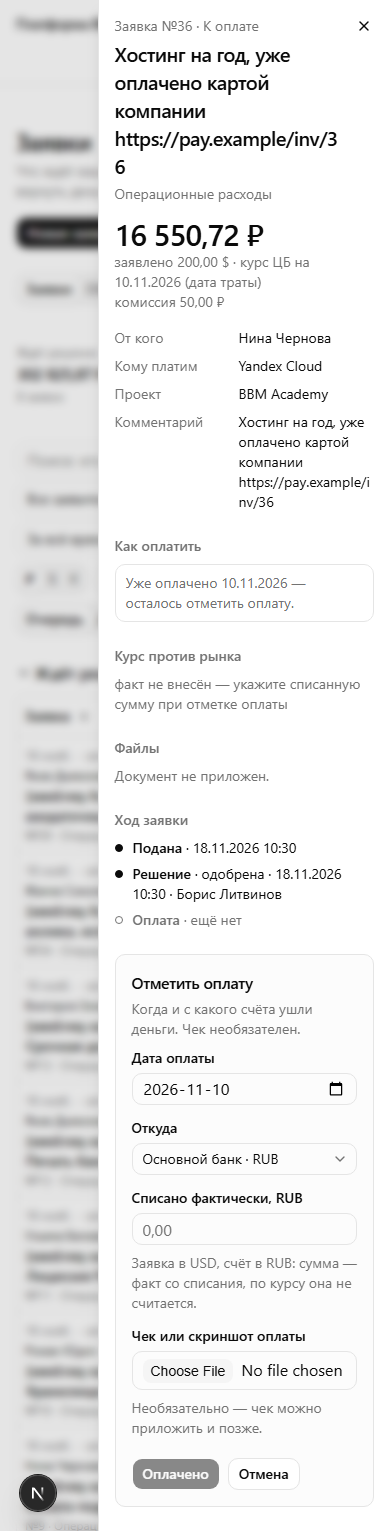 Заявка №36 · К оплате
Хостинг на год, уже
оплачено картой
компании
https://pay.example/inv/3
6
Операционные расходы
16 550,72 ₽
заявлено 200,00 $ · курс ЦБ на
10.11.2026 (дата траты)
комиссия 50,00 ₽
От кого Нина Чернова
Кому платим Yandex Cloud
Проект BBM Academy
Комментарий Хостинг на год, уже
оплачено картой
компании
https://pay.example/i
nv/36
Как оплатить
Уже оплачено 10.11.2026 —
осталось отметить оплату.
Курс против рынка
факт не внесён — укажите списанную
сумму при отметке оплаты
Файлы
Документ не приложен.
Ход заявки
Подана · 18.11.2026 10:30
Решение · одобрена · 18.11.2026
10:30 · Борис Литвинов
Оплата · ещё нет
Отметить оплату
Когда и с какого счёта ушли
деньги. Чек необязателен.
Дата оплаты
2026-11-10
Откуда
Основной банк · RUB
Списано фактически, RUB
0,00
Заявка в USD, счёт в RUB: сумма —
факт со списания, по курсу она не
считается.
Чек или скриншот оплаты
Choose File No file chosen
Необязательно — чек можно
приложить и позже.
Оплачено Отмена
N